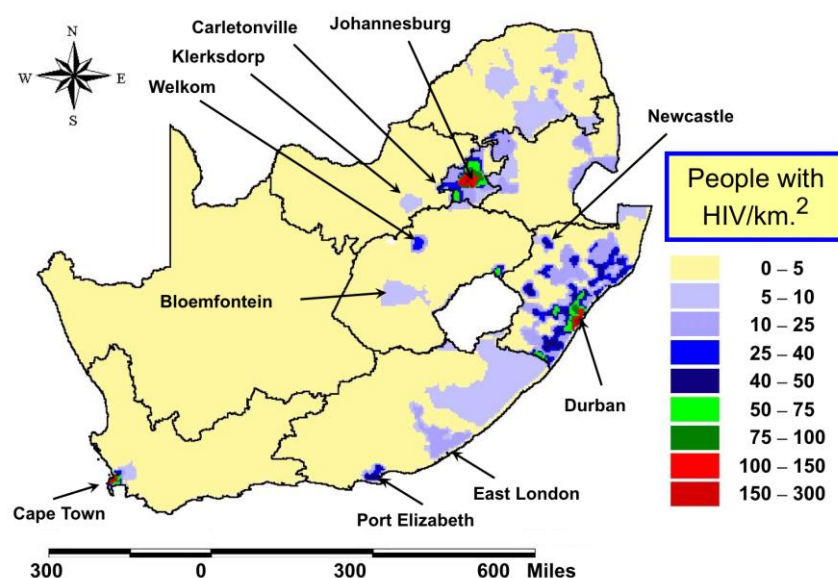 Carletonville
Johannesburg
Klerksdorp
Welkom
Newcastle
N
W E
S
People with
HIV/km.²
0 – 5
5 – 10
10 – 25
25 – 40
40 – 50
50 – 75
75 – 100
100 – 150
150 – 300
Bloemfontein
Durban
East London
Port Elizabeth
Cape Town
300 0 300 600 Miles